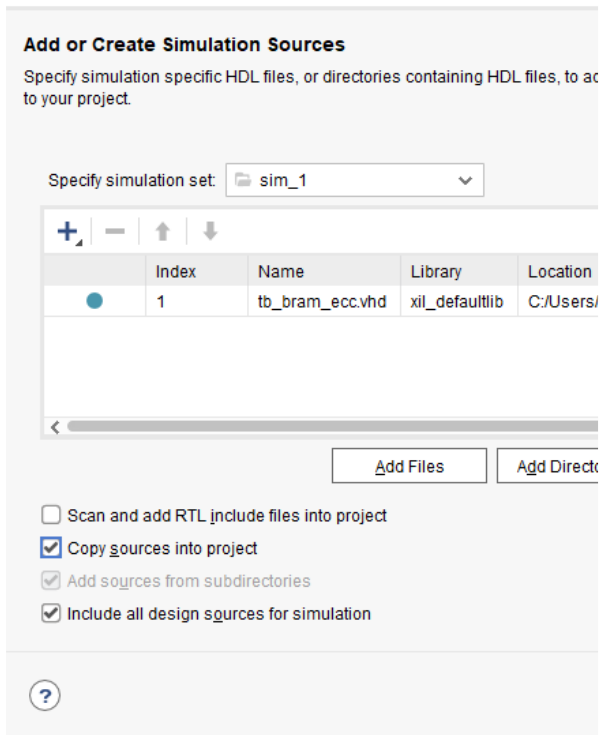 Add or Create Simulation Sources
Specify simulation specific HDL files, or directories containing HDL files, to ad
to your project.
Specify simulation set: sim_1
Index Name Library Location
1 tb_bram_ecc.vhd xil_defaultlib C:/Users/
Add Files Add Directo
Scan and add RTL include files into project
Copy sources into project
Add sources from subdirectories
Include all design sources for simulation
?